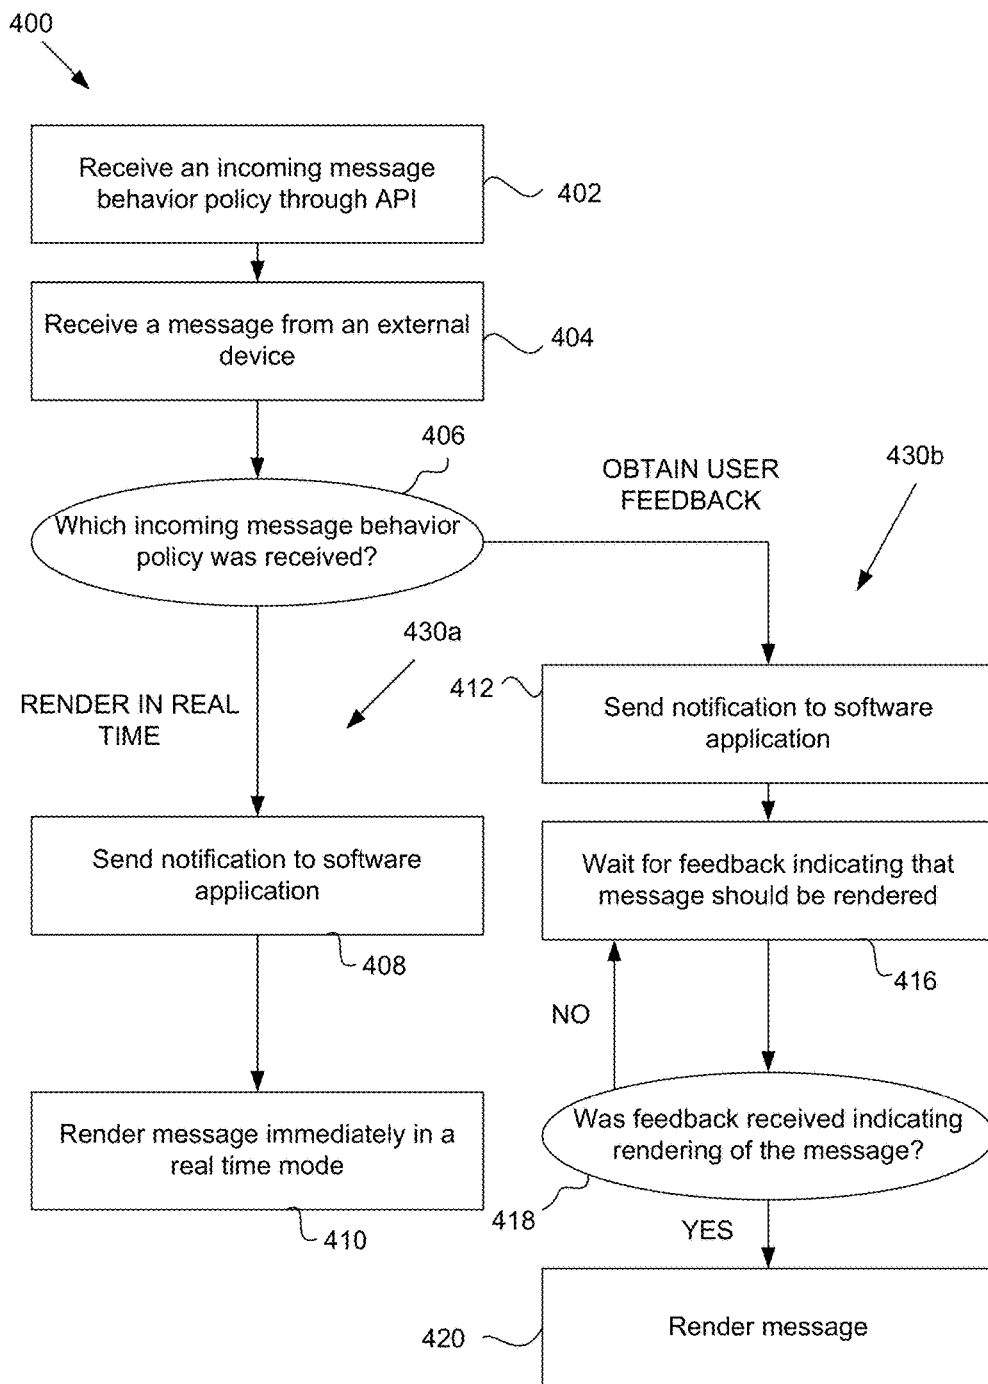 400
Receive an incoming message
behavior policy through API
402
Receive a message from an external
device
404
406
Which incoming message behavior
policy was received?
OBTAIN USER
FEEDBACK
430b
430a
RENDER IN REAL
TIME
412
Send notification to software
application
Send notification to software
application
408
Wait for feedback indicating that
message should be rendered
416
NO
Render message immediately in a
real time mode
410
Was feedback received indicating
rendering of the message?
418
YES
420
Render message